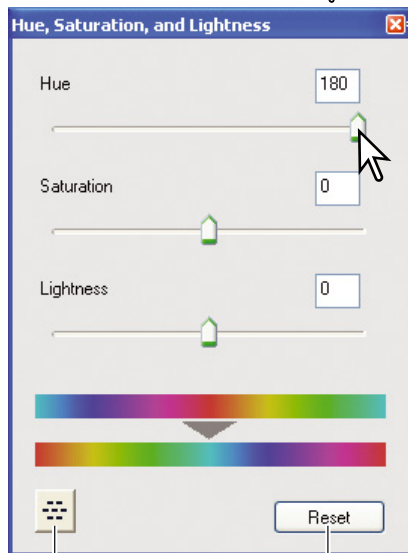 Hue, Saturation, and Lightness
Hue 180
Saturation 0
Lightness 0
Reset